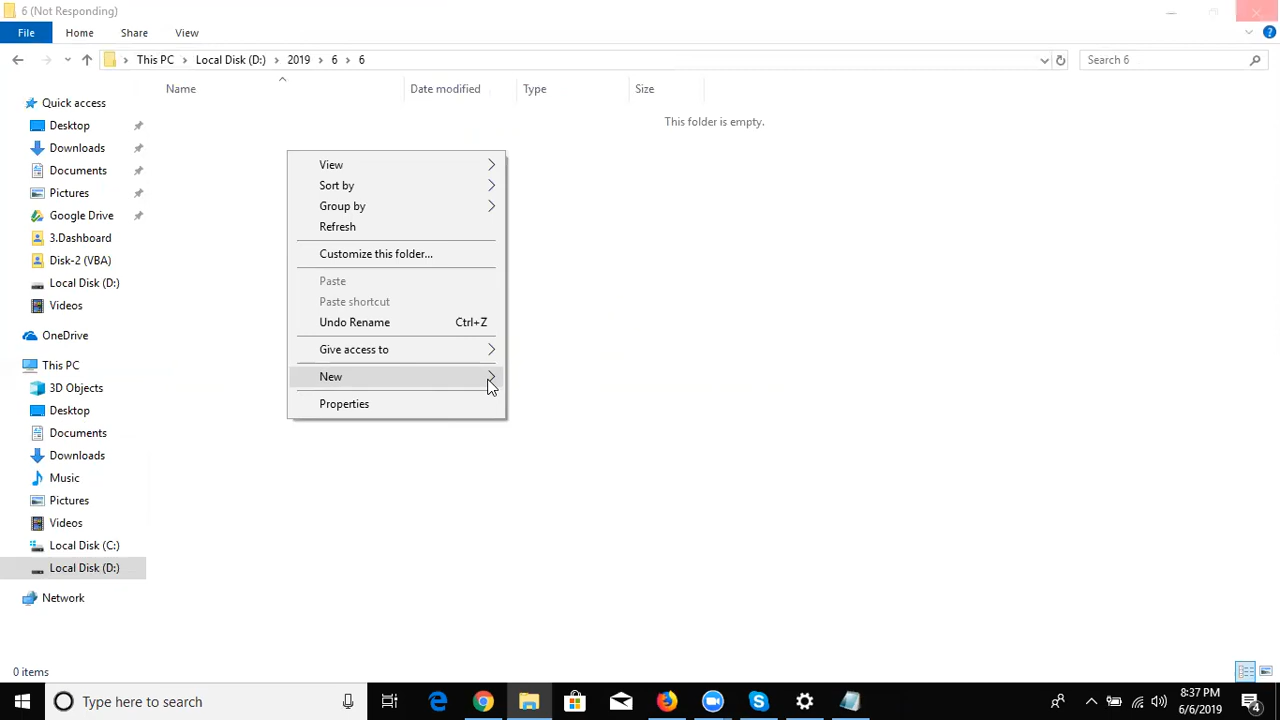 6 (Not Responding)
File Home Share View
This PC Local Disk (D:) 2019 6 6
Search 6
Name Date modified Type Size
This folder is empty.
Quick access
Desktop
Downloads
Documents
Pictures
Google Drive
3.Dashboard
Disk-2 (VBA)
Local Disk (D:)
Videos
OneDrive
This PC
3D Objects
Desktop
Documents
Downloads
Music
Pictures
Videos
Local Disk (C:)
Local Disk (D:)
Network
View
Sort by
Group by
Refresh
Customize this folder...
Paste
Paste shortcut
Undo Rename Ctrl+Z
Give access to
New
Properties
0 items
Type here to search
8:37 PM
6/6/2019
4